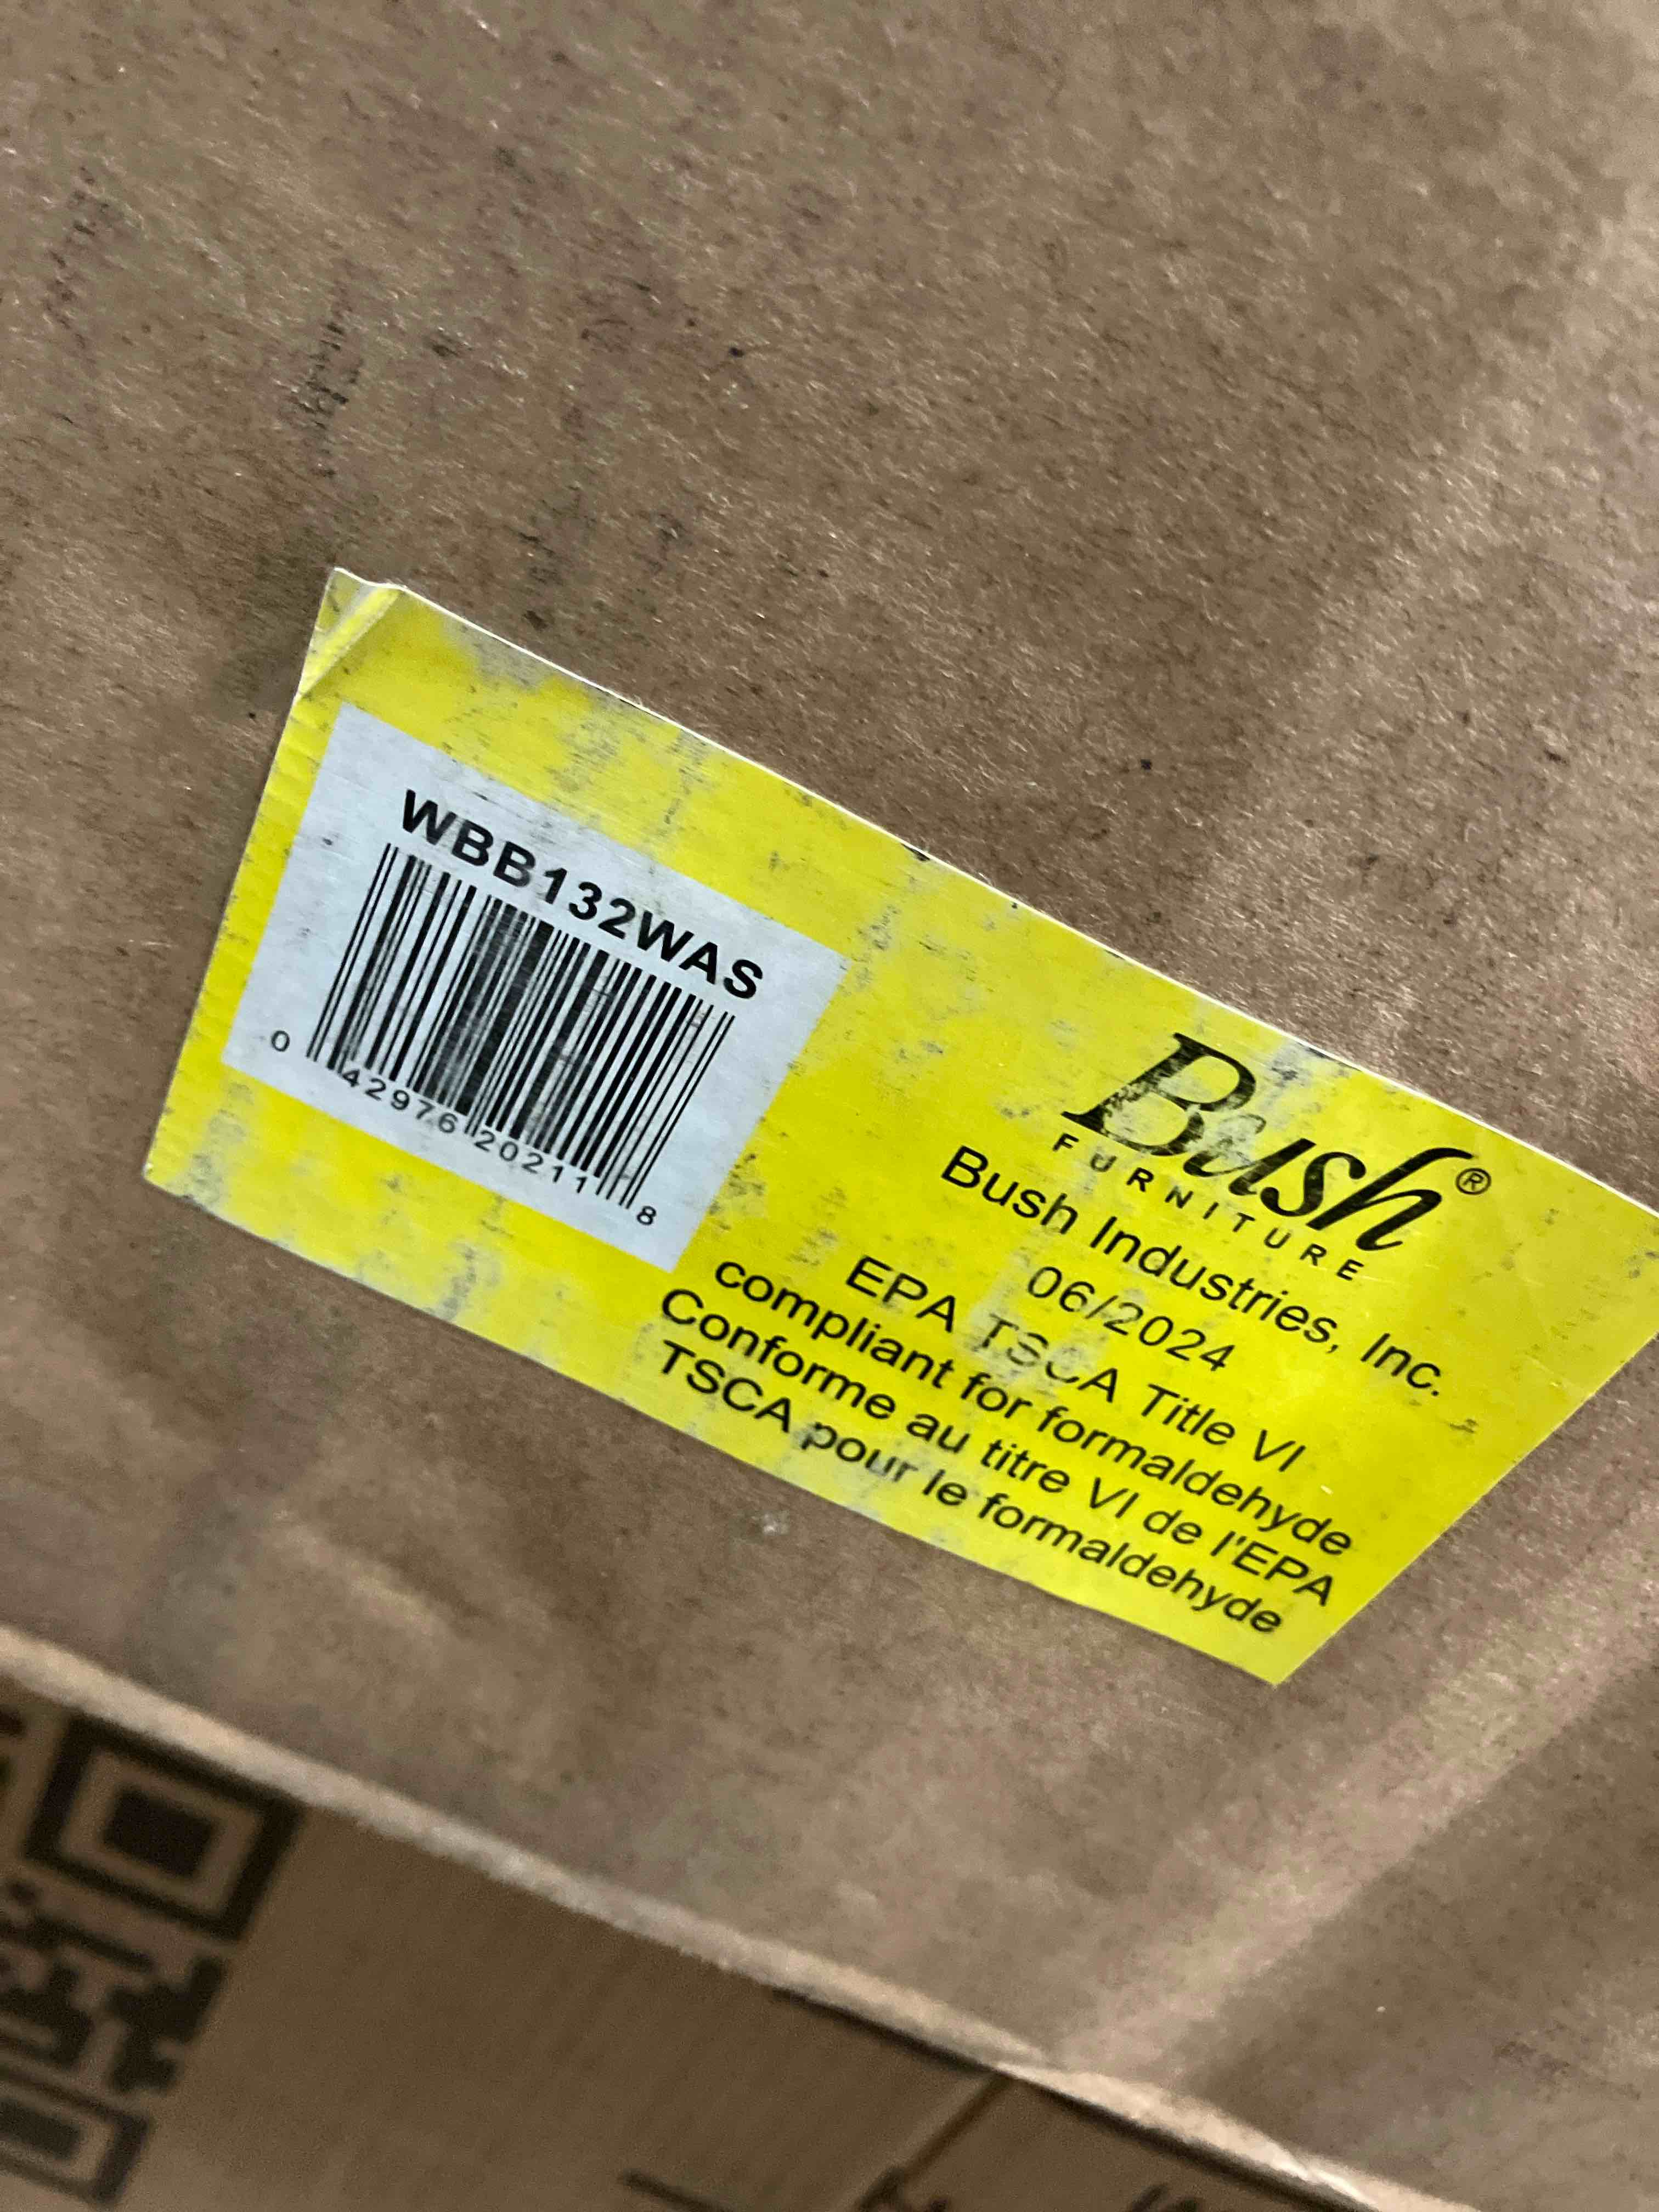 WBB132WAS
0 42976 20211 8
Bush®
FURNITURE
Bush Industries, Inc.
06/2024
EPA TSCA Title VI
compliant for formaldehyde
Conforme au titre VI de l'EPA
TSCA pour le formaldehyde